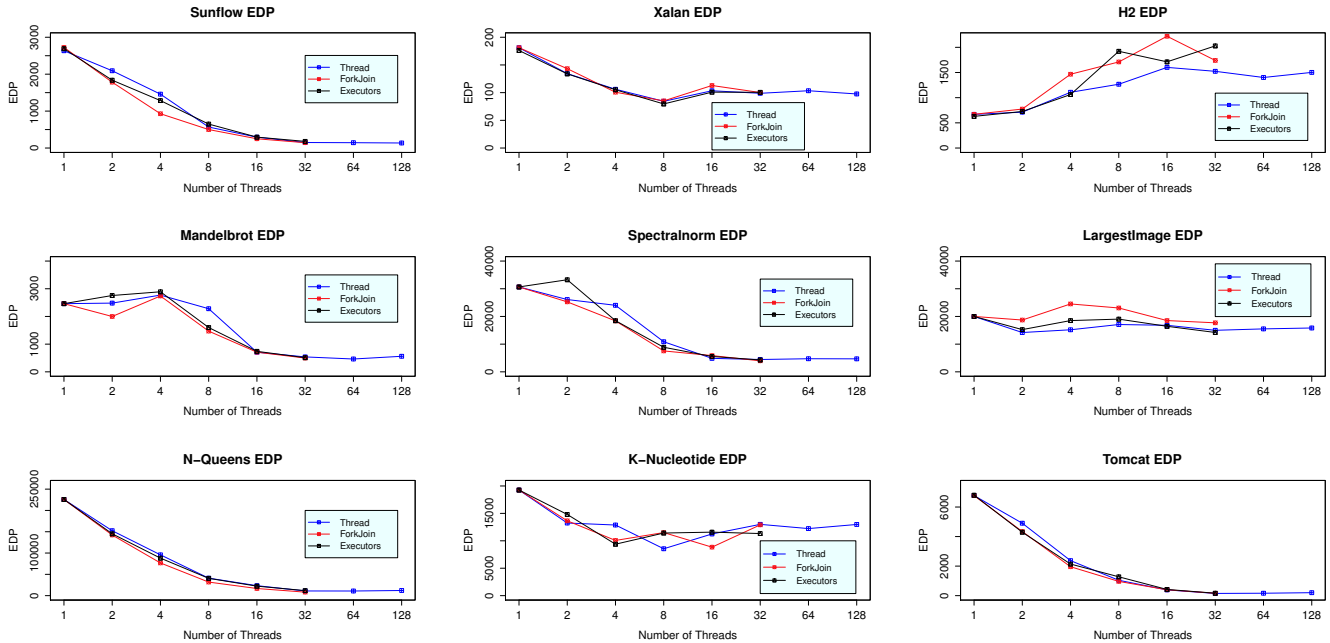 Sunflow EDP
EDP
0 1000 2000 3000
Thread
ForkJoin
Executors
1 2 4 8 16 32 64 128
Number of Threads
Xalan EDP
EDP
0 50 100 200
Thread
ForkJoin
Executors
1 2 4 8 16 32 64 128
Number of Threads
H2 EDP
EDP
0 500 1500
Thread
ForkJoin
Executors
1 2 4 8 16 32 64 128
Number of Threads
Mandelbrot EDP
EDP
0 1000 3000
Thread
ForkJoin
Executors
1 2 4 8 16 32 64 128
Number of Threads
Spectralnorm EDP
EDP
0 20000 40000
Thread
ForkJoin
Executors
1 2 4 8 16 32 64 128
Number of Threads
LargestImage EDP
EDP
0 20000 40000
Thread
ForkJoin
Executors
1 2 4 8 16 32 64 128
Number of Threads
N−Queens EDP
EDP
0 100000 250000
Thread
ForkJoin
Executors
1 2 4 8 16 32 64 128
Number of Threads
K−Nucleotide EDP
EDP
0 5000 15000
Thread
ForkJoin
Executors
1 2 4 8 16 32 64 128
Number of Threads
Tomcat EDP
EDP
0 2000 6000
Thread
ForkJoin
Executors
1 2 4 8 16 32 64 128
Number of Threads